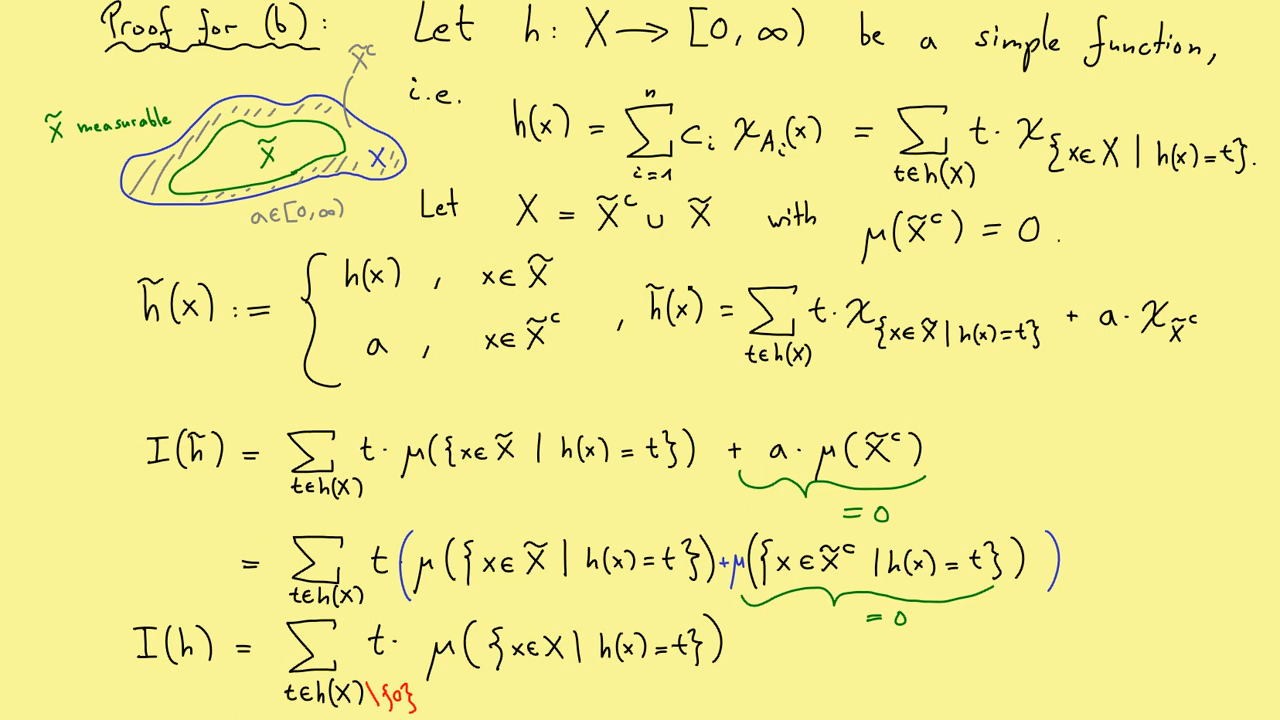 Proof for (b): Let h: X → [0, ∞) be a simple function,
X̃ᶜ
X̃ measurable
X̃
X
a∈[0,∞)
i.e. h(x) = ∑ᵢ₌₁ⁿ cᵢ χ_{Aᵢ}(x) = ∑_{t∈h(X)} t · χ_{{x∈X | h(x)=t}}.
Let X = X̃ᶜ ∪ X̃ with μ(X̃ᶜ) = 0.
h̃(x) := { h(x) , x∈X̃
a , x∈X̃ᶜ
, h̃(x) = ∑_{t∈h(X)} t · χ_{{x∈X̃ | h(x)=t}} + a · χ_{X̃ᶜ}
I(h̃) = ∑_{t∈h(X)} t · μ({x∈X̃ | h(x)=t}) + a · μ(X̃ᶜ)
= 0
= ∑_{t∈h(X)} t (μ({x∈X̃ | h(x)=t}) + μ({x∈X̃ᶜ | h(x)=t}))
= 0
I(h) = ∑_{t∈h(X)\{0}} t · μ({x∈X | h(x)=t})